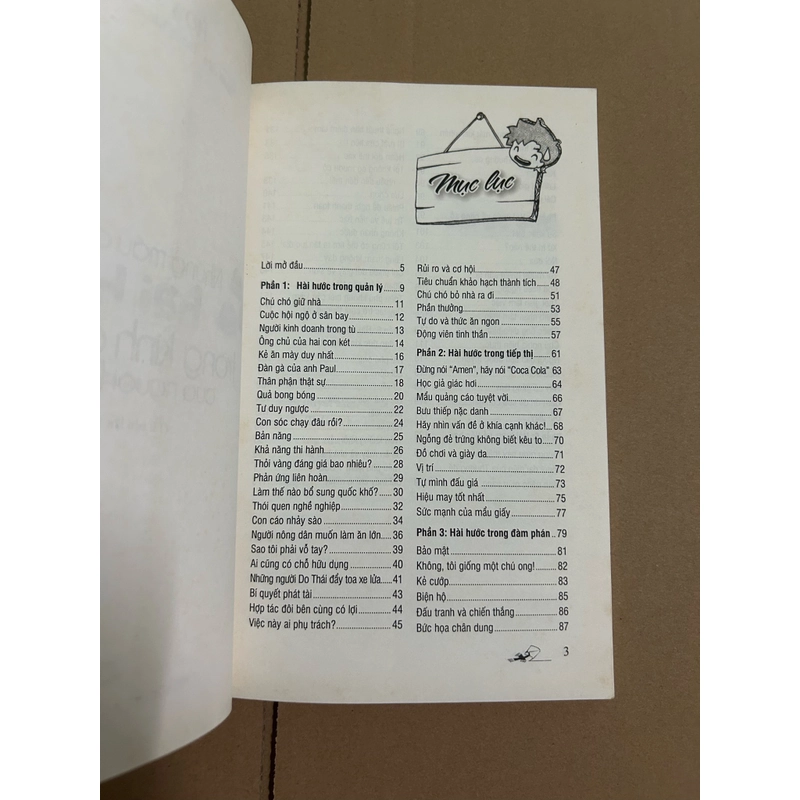 Mục lục
Lời mở đầu.....................................5
Phần 1: Hài hước trong quản lý.......9
Chú chó giữ nhà............................11
Cuộc hội ngộ ở sân bay.................12
Người kinh doanh trong tù.............13
Ông chủ của hai con két................14
Kẻ ăn mày duy nhất.......................16
Đàn gà của anh Paul......................17
Thân phận thật sự..........................18
Quả bong bóng..............................20
Tư duy ngược................................22
Con sóc chạy đâu rồi?...................24
Bản năng.......................................25
Khả năng thi hành..........................26
Thỏi vàng đáng giá bao nhiêu?.......28
Phản ứng liên hoàn........................29
Làm thế nào bổ sung quốc khố?.....30
Thói quen nghề nghiệp..................32
Con cáo nhảy sào..........................34
Người nông dân muốn làm ăn lớn...36
Sao tôi phải vỗ tay?.......................39
Ai cũng có chỗ hữu dụng...............40
Những người Do Thái đẩy toa xe lửa..41
Bí quyết phát tài............................43
Hợp tác đôi bên cùng có lợi...........44
Việc này ai phụ trách?...................45
Rủi ro và cơ hội............................47
Tiêu chuẩn khảo hạch thành tích....48
Chú chó bỏ nhà ra đi.....................51
Phần thưởng.................................53
Tự do và thức ăn ngon...................55
Động viên tinh thần.......................57
Phần 2: Hài hước trong tiếp thị......61
Đừng nói "Amen", hãy nói "Coca Cola" 63
Học giả giác hơi............................64
Mẩu quảng cáo tuyệt vời................66
Bưu thiếp nặc danh........................67
Hãy nhìn vấn đề ở khía cạnh khác!..68
Ngỗng đẻ trứng không biết kêu to..70
Đồ chơi và giày da........................71
Vị trí.............................................72
Tự mình đấu giá...........................73
Hiệu may tốt nhất..........................75
Sức mạnh của mẩu giấy.................77
Phần 3: Hài hước trong đàm phán..79
Bảo mật........................................81
Không, tôi giống một chú ong!.......82
Kẻ cướp........................................83
Biện hộ.........................................85
Đấu tranh và chiến thắng...............86
Bức họa chân dung........................87
3